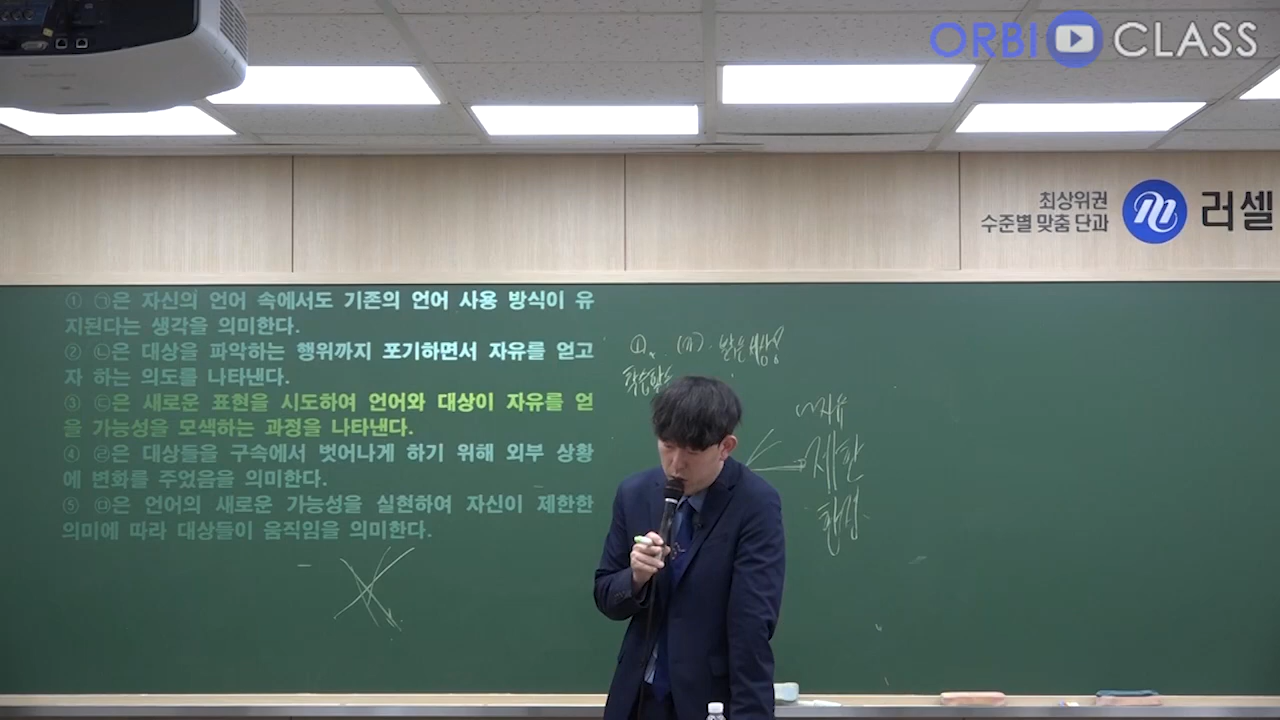 ORBI CLASS
최상위권
수준별 맞춤 단과
러셀
① ㉠은 자신의 언어 속에서도 기존의 언어 사용 방식이 유
지된다는 생각을 의미한다.
② ㉡은 대상을 파악하는 행위까지 포기하면서 자유를 얻고
자 하는 의도를 나타낸다.
③ ㉢은 새로운 표현을 시도하여 언어와 대상이 자유를 얻
을 가능성을 모색하는 과정을 나타낸다.
④ ㉣은 대상들을 구속에서 벗어나게 하기 위해 외부 상황
에 변화를 주었음을 의미한다.
⑤ ㉤은 언어의 새로운 가능성을 실현하여 자신이 제한한
의미에 따라 대상들이 움직임을 의미한다.
자유
제한